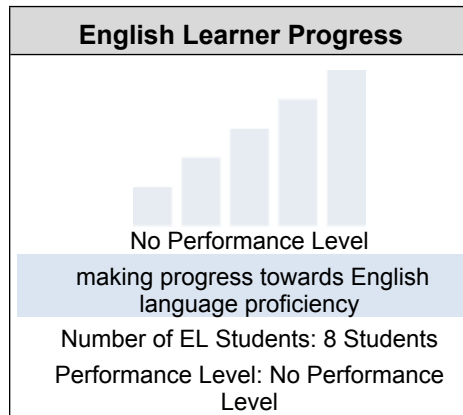 English Learner Progress
No Performance Level
making progress towards English
language proficiency
Number of EL Students: 8 Students
Performance Level: No Performance
Level